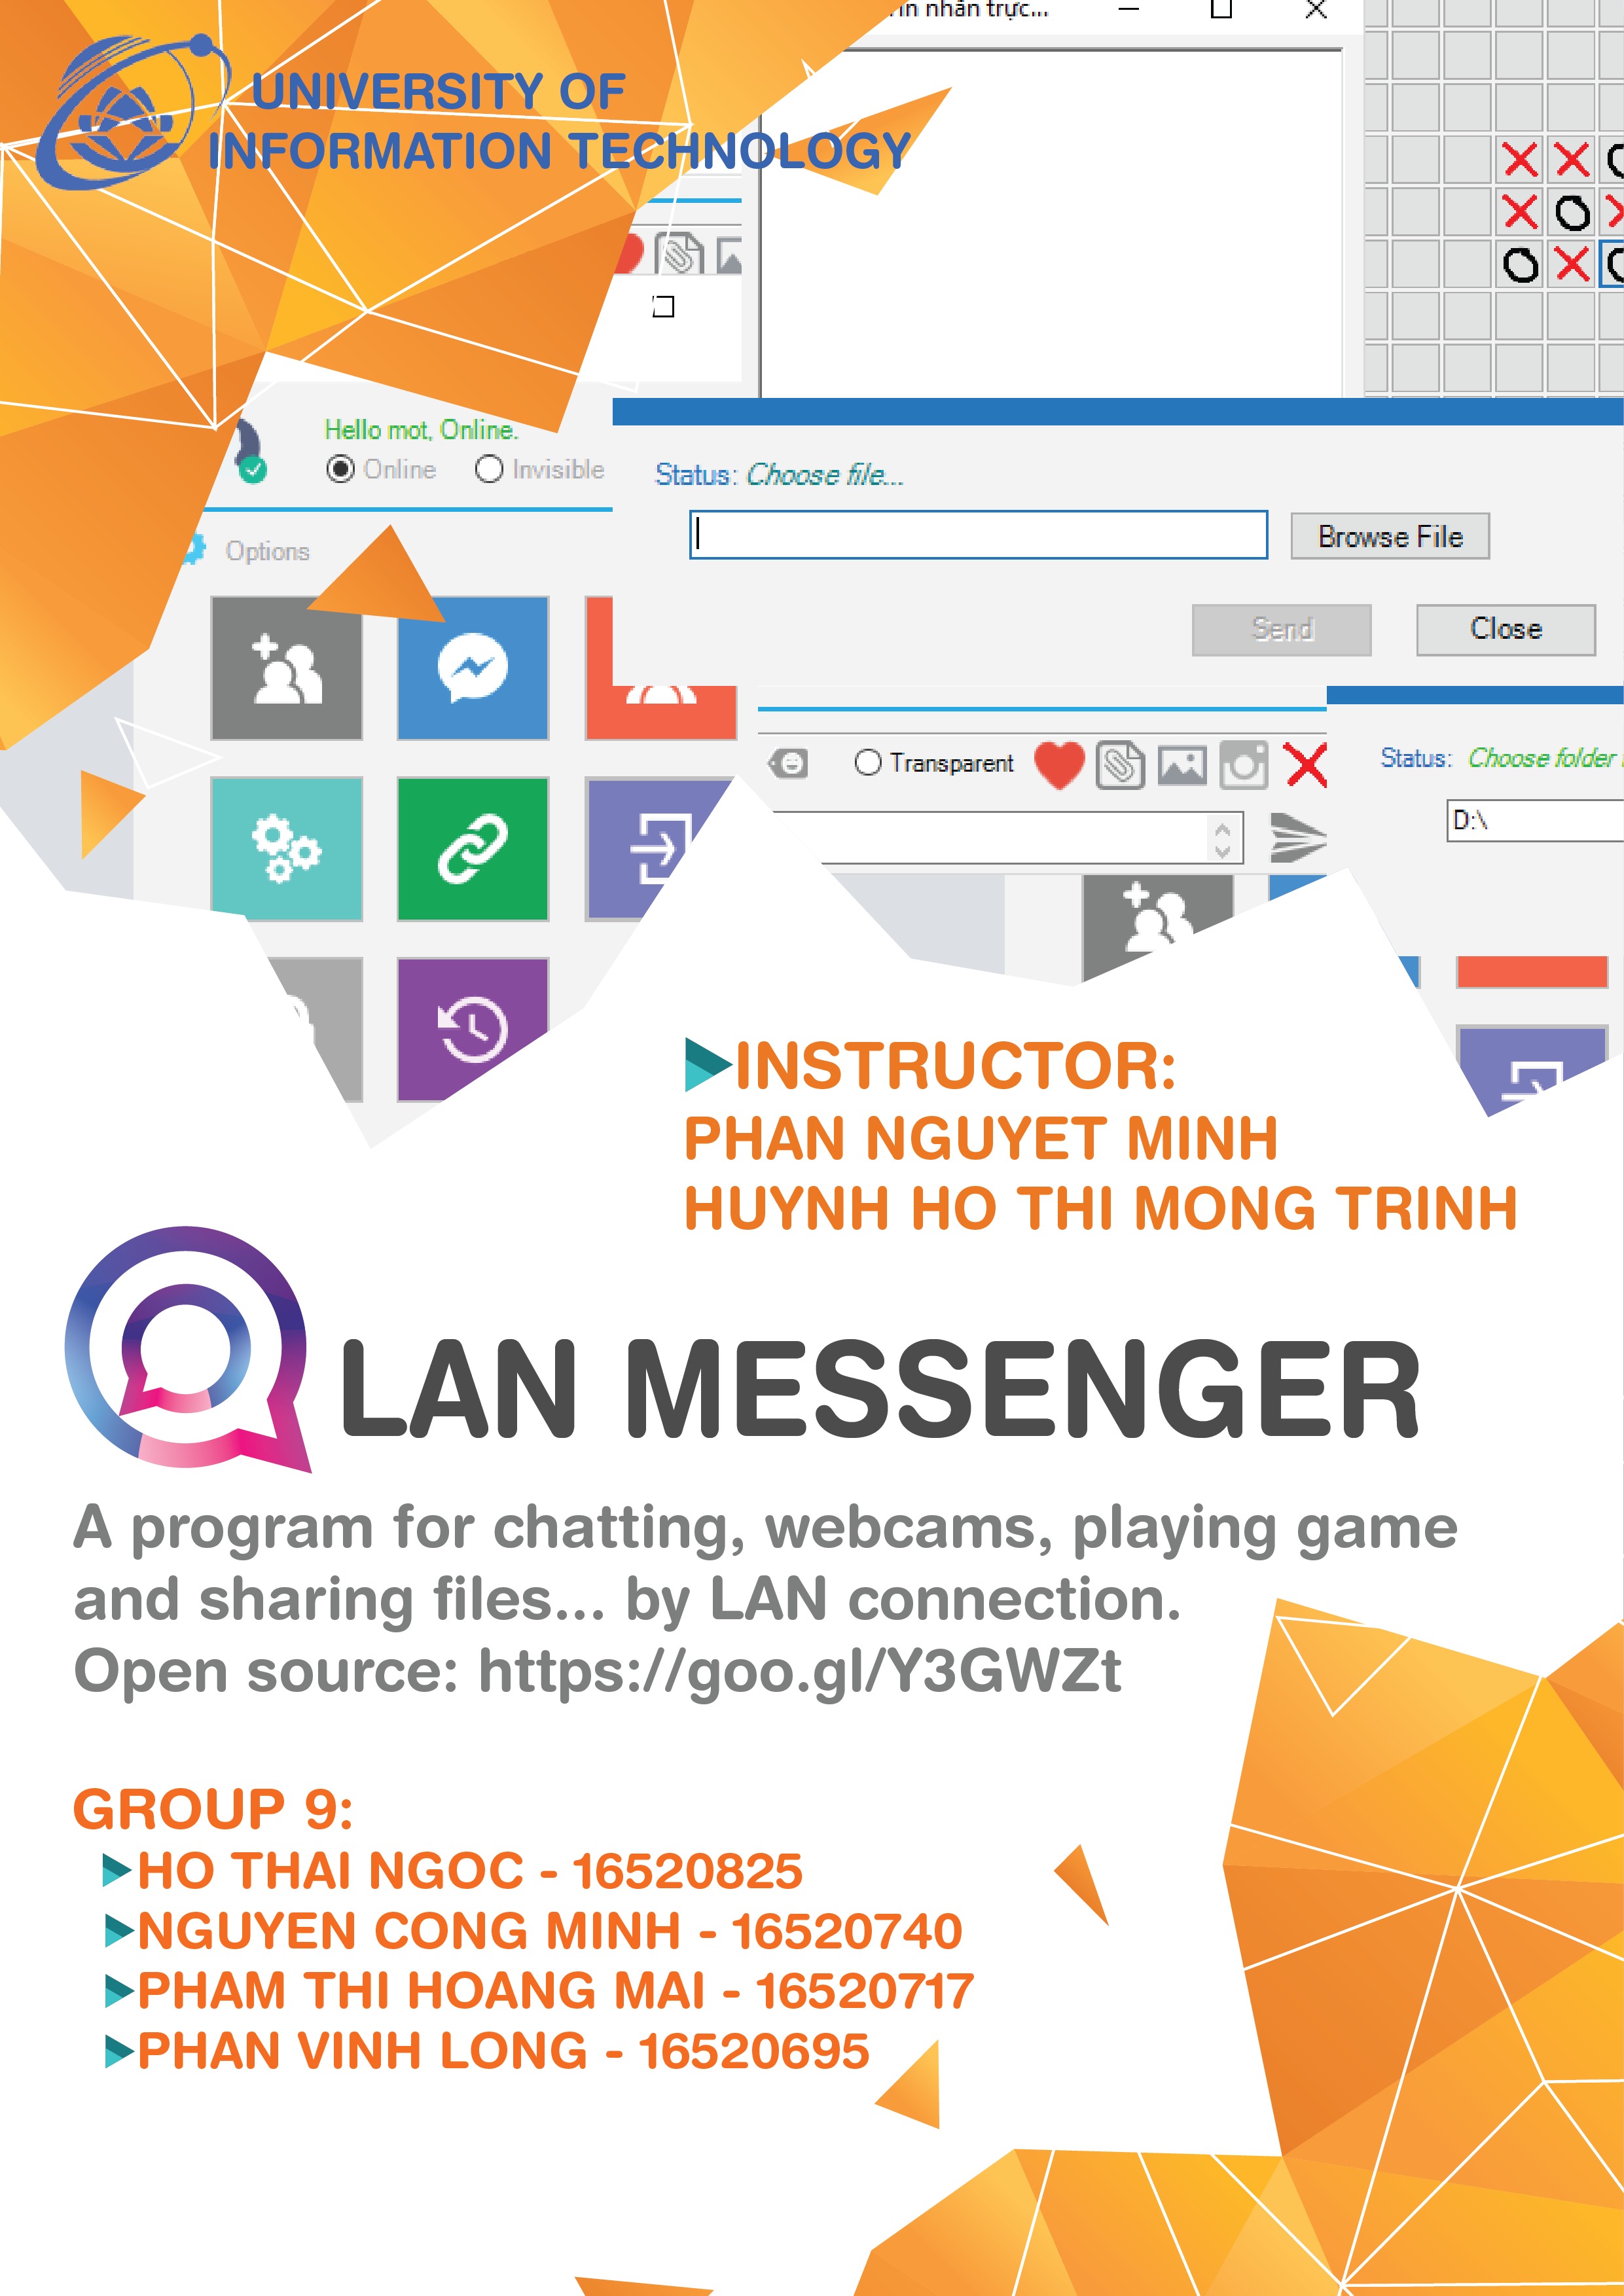 UNIVERSITY OF
INFORMATION TECHNOLOGY
nhắn trực...
Hello mot, Online.
Online
Invisible
Options
Status: Choose file...
Browse File
Send
Close
Transparent
Status: Choose folder
D:\
INSTRUCTOR:
PHAN NGUYET MINH
HUYNH HO THI MONG TRINH
LAN MESSENGER
A program for chatting, webcams, playing game
and sharing files... by LAN connection.
Open source: https://goo.gl/Y3GWZt
GROUP 9:
HO THAI NGOC - 16520825
NGUYEN CONG MINH - 16520740
PHAM THI HOANG MAI - 16520717
PHAN VINH LONG - 16520695